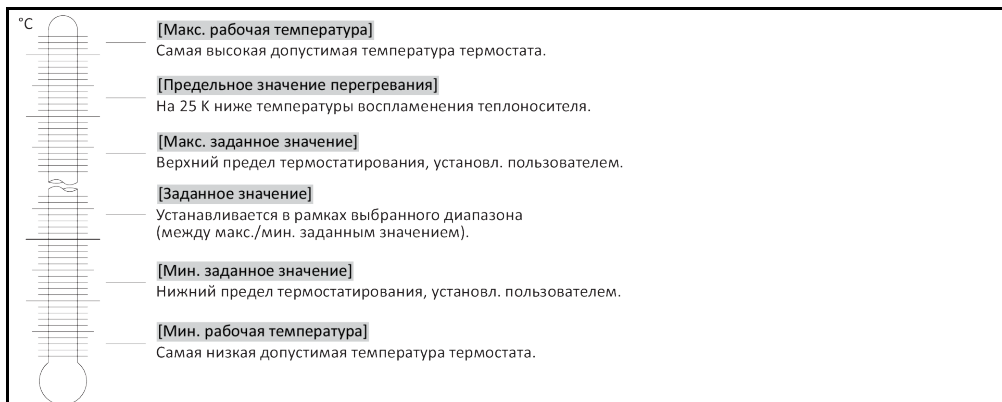 °C
[Макс. рабочая температура]
Самая высокая допустимая температура термостата.
[Предельное значение перегревания]
На 25 К ниже температуры воспламенения теплоносителя.
[Макс. заданное значение]
Верхний предел термостатирования, установл. пользователем.
[Заданное значение]
Устанавливается в рамках выбранного диапазона
(между макс./мин. заданным значением).
[Мин. заданное значение]
Нижний предел термостатирования, установл. пользователем.
[Мин. рабочая температура]
Самая низкая допустимая температура термостата.